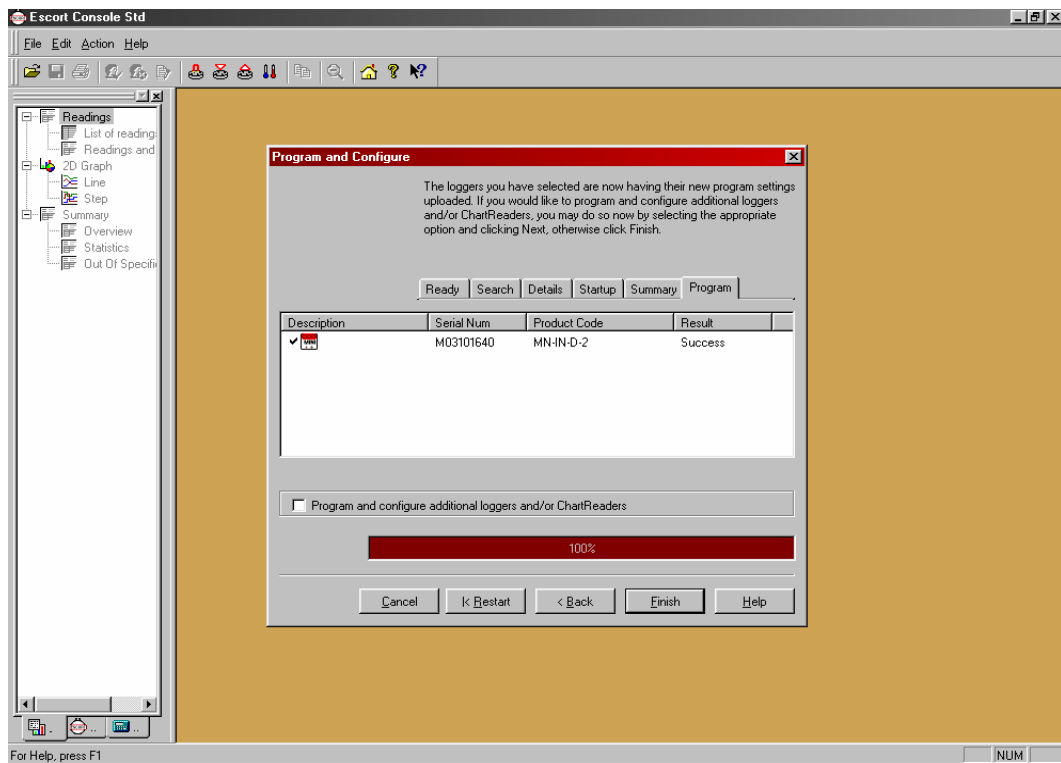 Escort Console Std
File Edit Action Help
Readings
List of reading
Readings and
2D Graph
Line
Step
Summary
Overview
Statistics
Out Of Specifi
Program and Configure
The loggers you have selected are now having their new program settings
uploaded. If you would like to program and configure additional loggers
and/or ChartReaders, you may do so now by selecting the appropriate
option and clicking Next, otherwise click Finish.
Ready Search Details Startup Summary Program
Description Serial Num Product Code Result
MINI M03101640 MN-IN-D-2 Success
Program and configure additional loggers and/or ChartReaders
100%
Cancel |< Restart < Back Finish Help
For Help, press F1 NUM